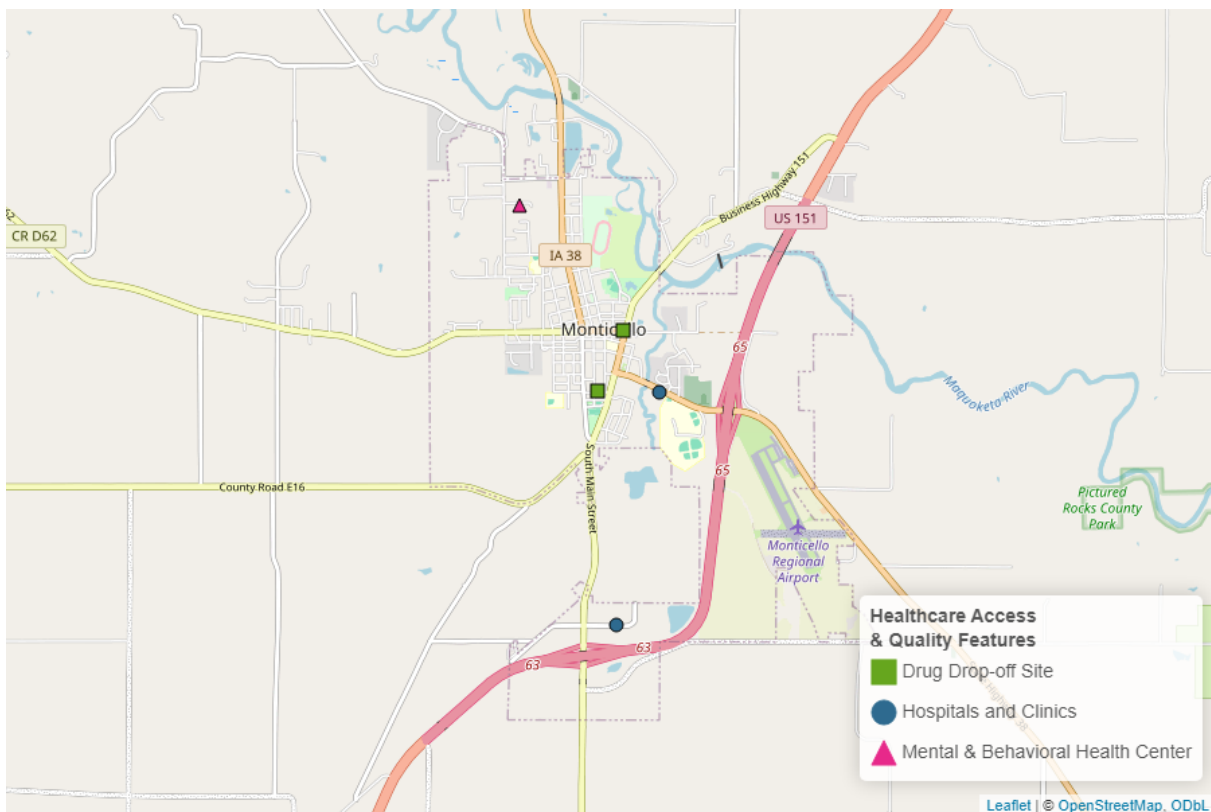 Business Highway 151
62
CR D62
US 151
IA 38
Monticello
65
Maquoketa River
65
South Main Street
County Road E16
Pictured
Rocks County
Park
Monticello
Regional
Airport
63
63
Healthcare Access
& Quality Features
Drug Drop-off Site
Hospitals and Clinics
Mental & Behavioral Health Center
38
Leaflet | © OpenStreetMap, ODbL